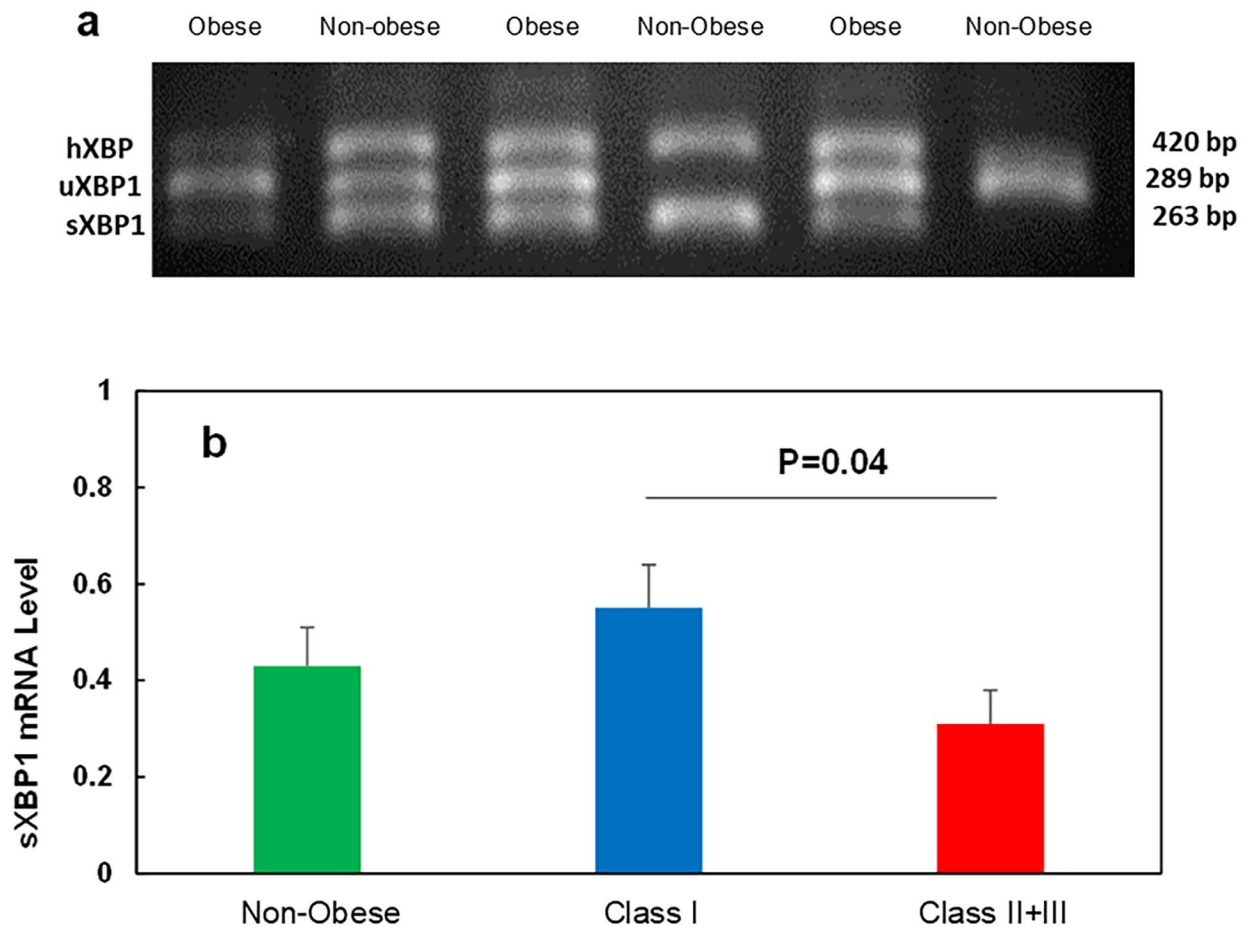 a
Obese Non-obese Obese Non-Obese Obese Non-Obese
hXBP 420 bp
uXBP1 289 bp
sXBP1 263 bp
b
P=0.04
sXBP1 mRNA Level
1
0.8
0.6
0.4
0.2
0
Non-Obese Class I Class II+III